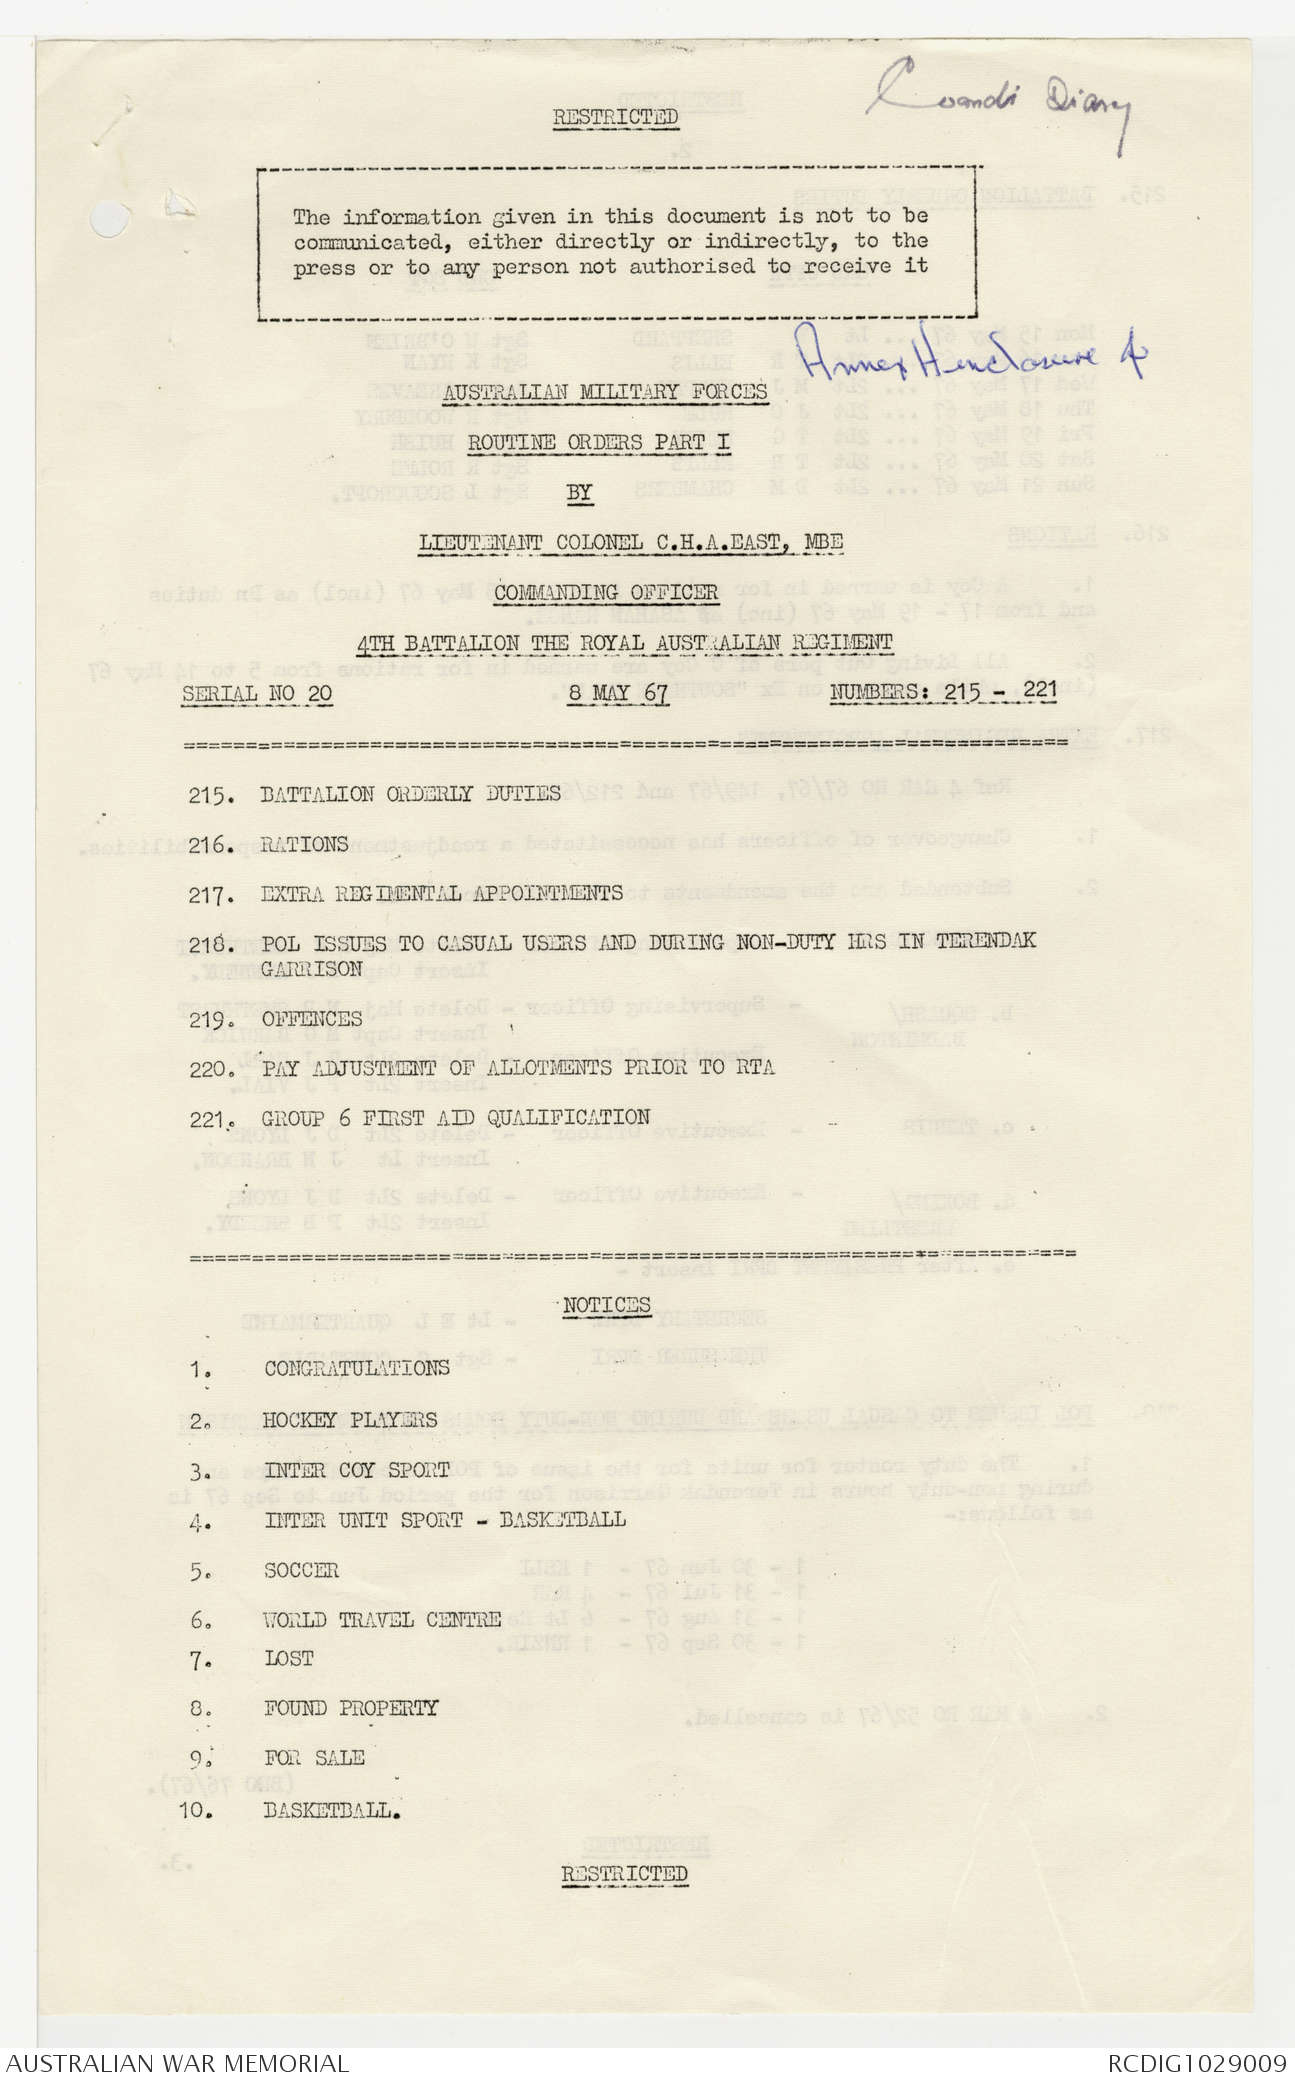 Comndr Diary
RESTRICTED
The information given in this document is not to be
communicated, either directly or indirectly, to the
press or to any person not authorised to receive it
Annex H enclosure 4
AUSTRALIAN MILITARY FORCES
ROUTINE ORDERS PART I
BY
LIEUTENANT COLONEL C.H.A.EAST, MBE
COMMANDING OFFICER
4TH BATTALION THE ROYAL AUSTRALIAN REGIMENT
SERIAL NO 20 8 MAY 67 NUMBERS: 215 - 221
215. BATTALION ORDERLY DUTIES
216. RATIONS
217. EXTRA REGIMENTAL APPOINTMENTS
218. POL ISSUES TO CASUAL USERS AND DURING NON-DUTY HRS IN TERENDAK
GARRISON
219. OFFENCES
220. PAY ADJUSTMENT OF ALLOTMENTS PRIOR TO RTA
221. GROUP 6 FIRST AID QUALIFICATION
NOTICES
1. CONGRATULATIONS
2. HOCKEY PLAYERS
3. INTER COY SPORT
4. INTER UNIT SPORT - BASKETBALL
5. SOCCER
6. WORLD TRAVEL CENTRE
7. LOST
8. FOUND PROPERTY
9. FOR SALE
10. BASKETBALL.
RESTRICTED
AUSTRALIAN WAR MEMORIAL RCDIG1029009